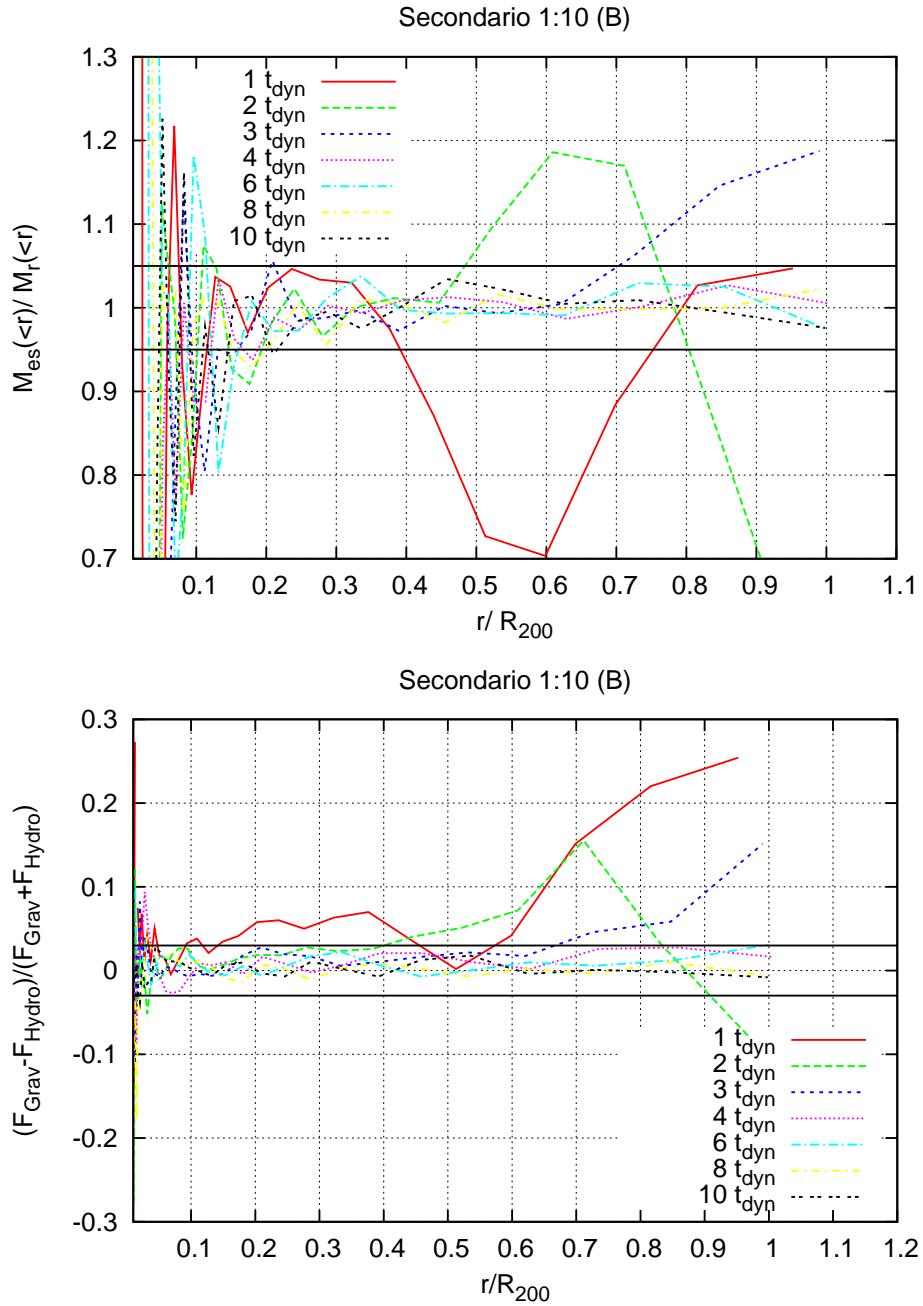 Secondario 1:10 (B)
M_es(<r)/ M_r(<r)
1.3
1.2
1.1
1
0.9
0.8
0.7
1 t_dyn
2 t_dyn
3 t_dyn
4 t_dyn
6 t_dyn
8 t_dyn
10 t_dyn
0.1 0.2 0.3 0.4 0.5 0.6 0.7 0.8 0.9 1 1.1
r/ R_200
Secondario 1:10 (B)
(F_Grav-F_Hydro)/(F_Grav+F_Hydro)
0.3
0.2
0.1
0
-0.1
-0.2
-0.3
1 t_dyn
2 t_dyn
3 t_dyn
4 t_dyn
6 t_dyn
8 t_dyn
10 t_dyn
0.1 0.2 0.3 0.4 0.5 0.6 0.7 0.8 0.9 1.0 1.1 1.2
r/R_200